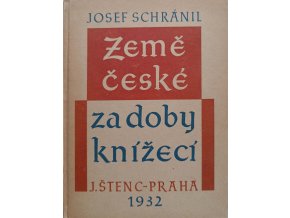 JOSEF SCHRÁNIL
Země
české
za doby
knížecí
J. ŠTENC-PRAHA
1932